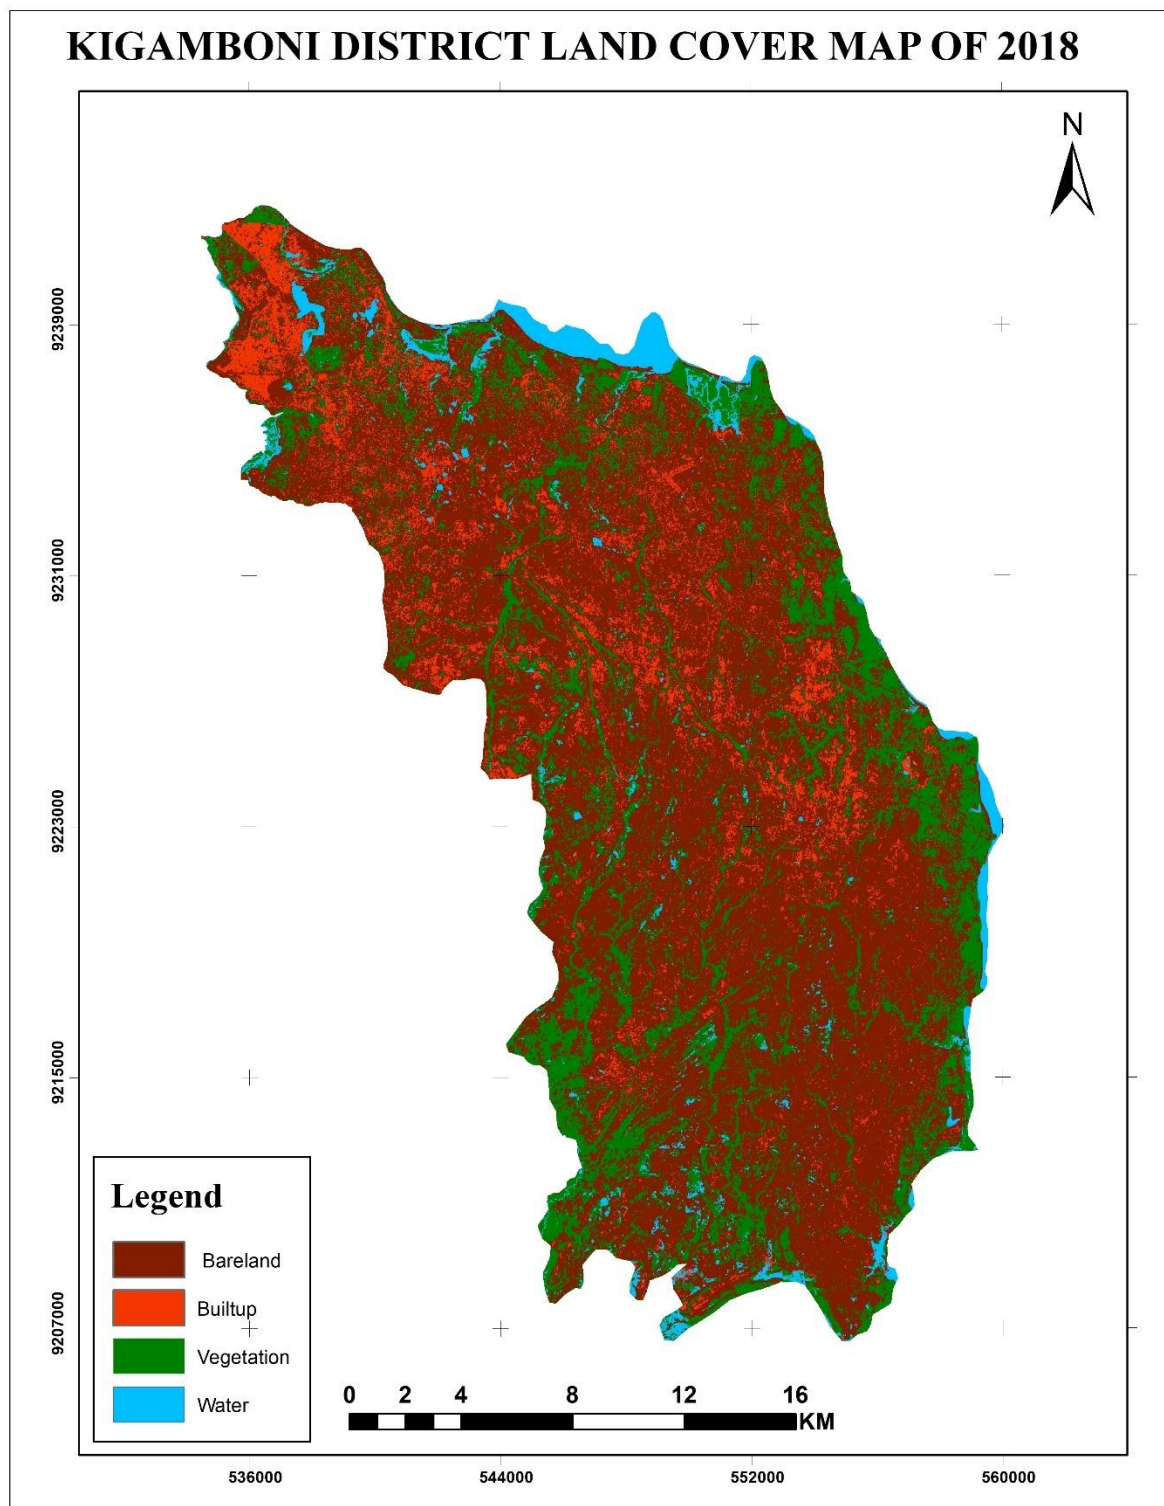 KIGAMBONI DISTRICT LAND COVER MAP OF 2018
N
9239000
9231000
9223000
9215000
9207000
Legend
Bareland
Builtup
Vegetation
Water
0 2 4 8 12 16
KM
536000 544000 552000 560000